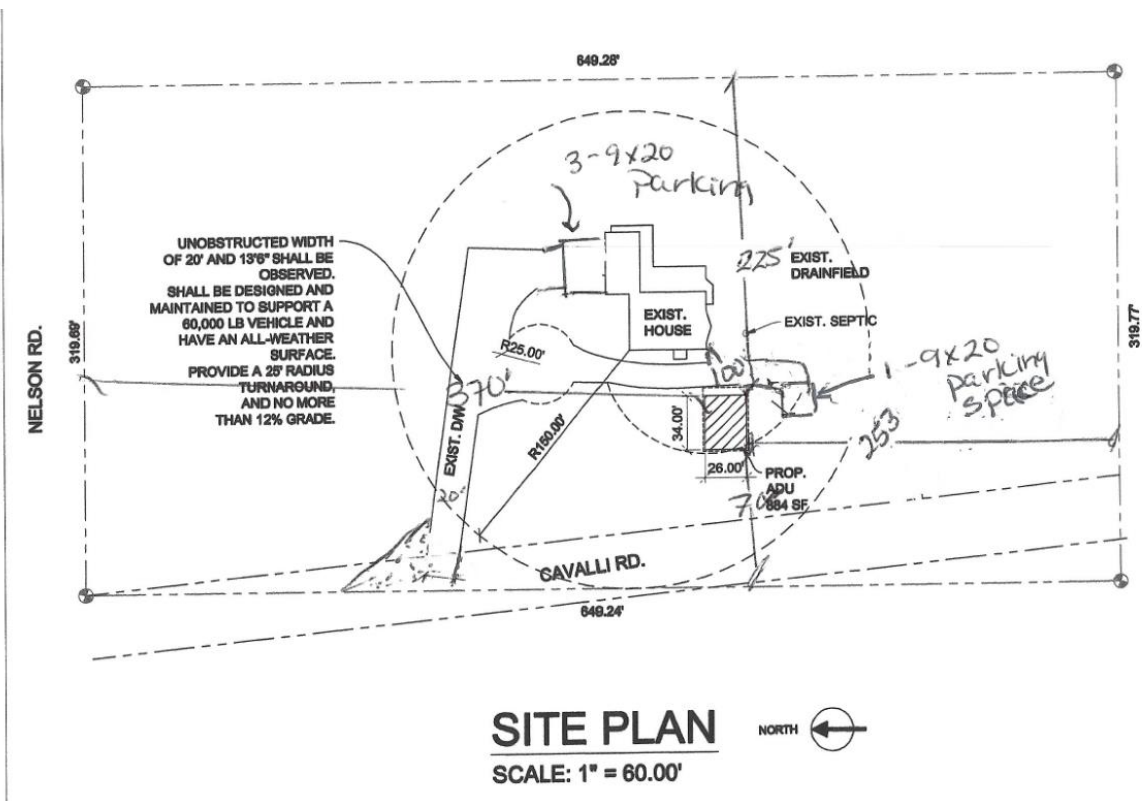 649.28'
3-9x20
Parking
UNOBSTRUCTED WIDTH
OF 20' AND 13'6" SHALL BE
OBSERVED.
SHALL BE DESIGNED AND
MAINTAINED TO SUPPORT A
60,000 LB VEHICLE AND
HAVE AN ALL-WEATHER
SURFACE.
PROVIDE A 25' RADIUS
TURNAROUND,
AND NO MORE
THAN 12% GRADE.
225'
EXIST.
DRAINFIELD
EXIST. SEPTIC
EXIST.
HOUSE
NELSON RD.
319.69'
319.77'
R25.00'
100'
1-9x20
parking
space
370'
EXIST. D/W
R150.00'
34.00'
26.00'
253
PROP.
ADU
884 SF
70'
20'
CAVALLI RD.
649.24'
SITE PLAN
NORTH
SCALE: 1" = 60.00'